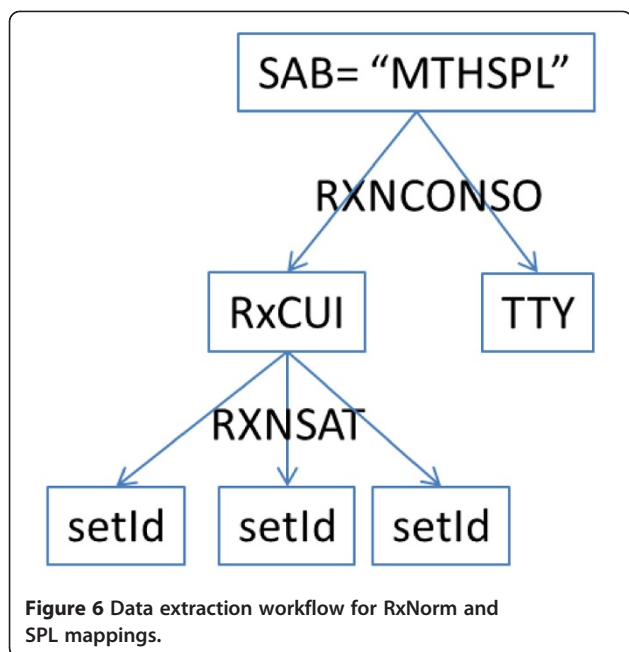 SAB= “MTHSPL”
RXNCONSO
RxCUI TTY
RXNSAT
setId setId setId
Figure 6 Data extraction workflow for RxNorm and
SPL mappings.